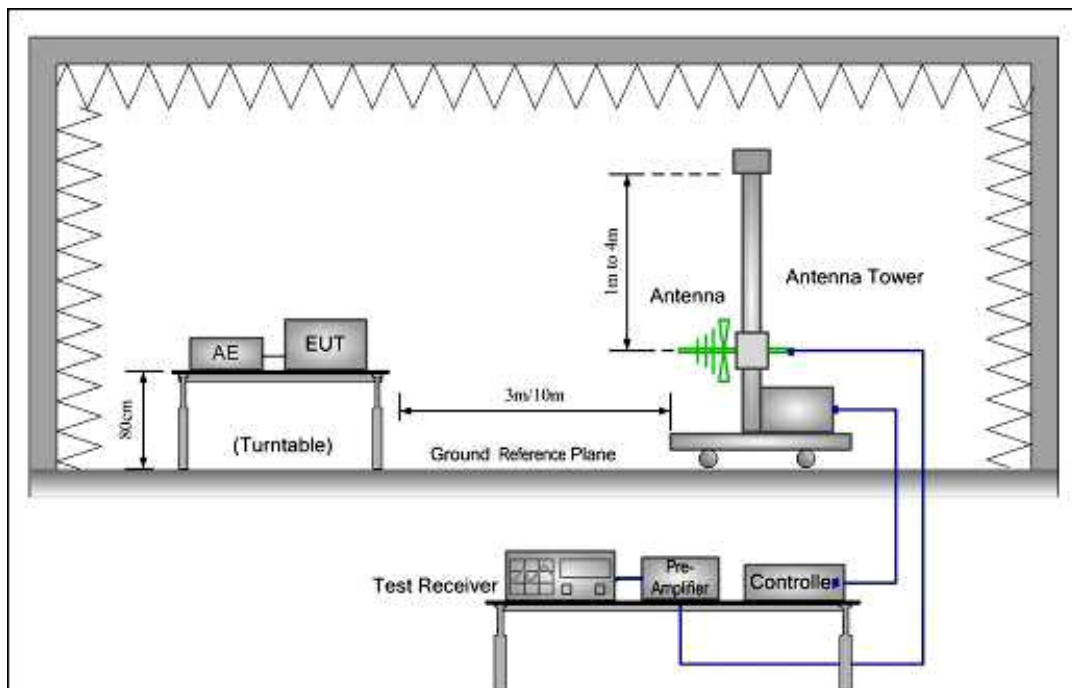 1m to 4m
Antenna Tower
Antenna
AE
EUT
3m/10m
80cm
(Turntable)
Ground Reference Plane
Test Receiver
Pre-
Amplifier
Controller